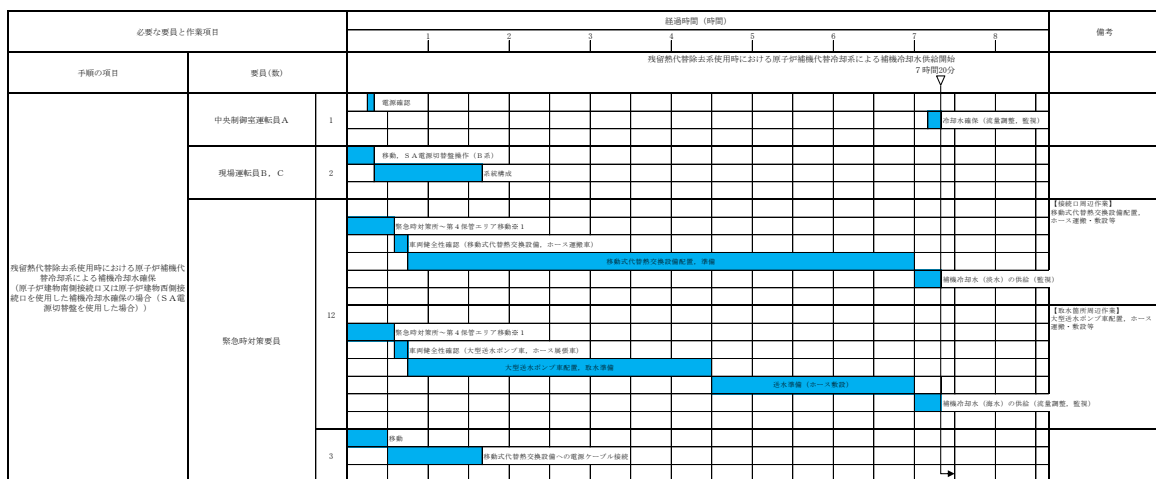 必要な要員と作業項目
経過時間（時間）
備考
1 2 3 4 5 6 7 8
手順の項目
要員(数)
残留熱代替除去系使用時における原子炉補機代替冷却系による補機冷却水供給開始
7時間20分
残留熱代替除去系使用時における原子炉補機代
替冷却系による補機冷却水確保
（原子炉建物南側接続口又は原子炉建物西側接
続口を使用した補機冷却水確保の場合（ＳＡ電
源切替盤を使用した場合））
中央制御室運転員Ａ
1
電源確認
冷却水確保（流量調整、監視）
現場運転員Ｂ，Ｃ
2
移動，ＳＡ電源切替盤操作（Ｂ系）
系統構成
緊急時対策要員
12
緊急時対策所～第４保管エリア移動※１
車両健全性確認（移動式代替熱交換設備，ホース運搬車）
移動式代替熱交換設備配置，準備
補機冷却水（淡水）の供給（監視）
【接続口周辺作業】
移動式代替熱交換設備配置，
ホース運搬・敷設等
緊急時対策所～第４保管エリア移動※１
車両健全性確認（大型送水ポンプ車，ホース展張車）
大型送水ポンプ車配置，取水準備
送水準備（ホース敷設）
補機冷却水（海水）の供給（流量調整，監視）
【取水箇所周辺作業】
大型送水ポンプ車配置，ホース
運搬・敷設等
3
移動
移動式代替熱交換設備への電源ケーブル接続